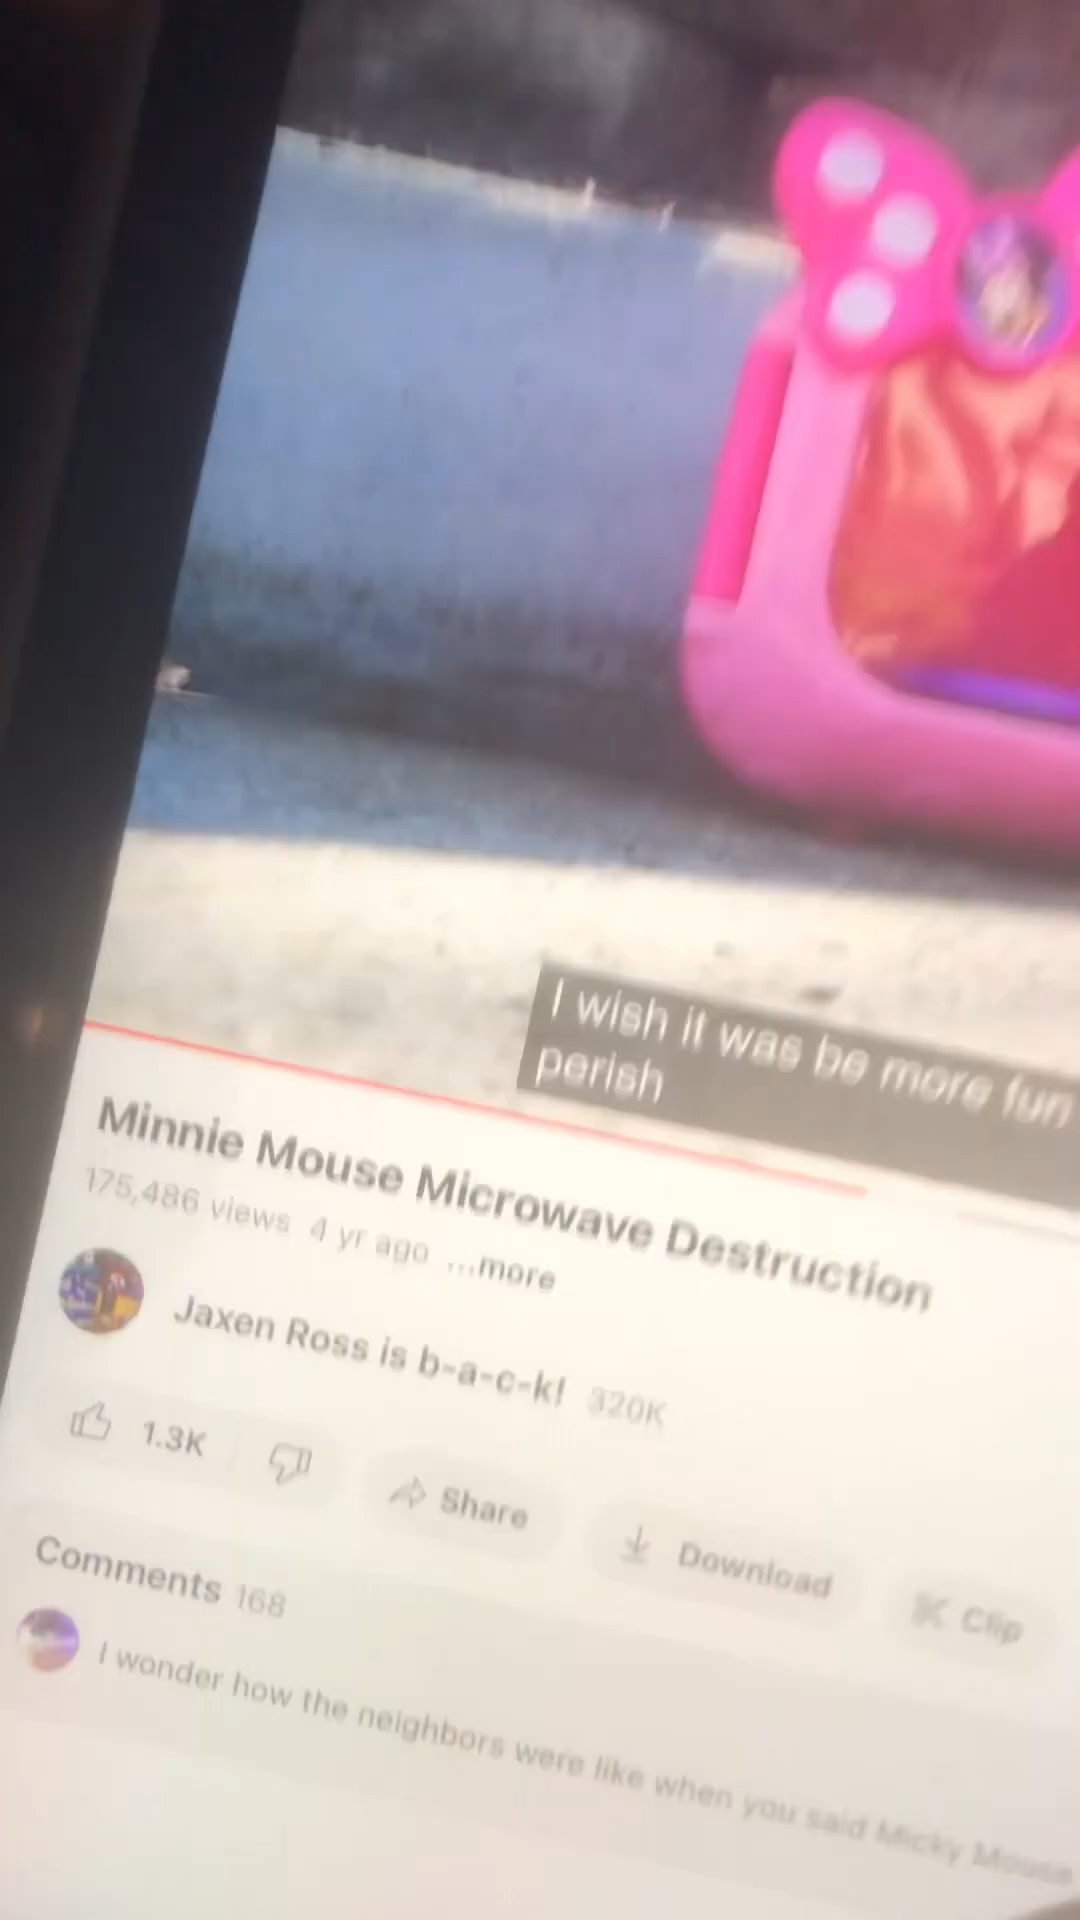 I wish it was be more fun
perish
Minnie Mouse Microwave Destruction
175,486 views 4 yr ago ...more
Jaxen Ross is b-a-c-k! 320K
1.3K Share Download Clip
Comments 168
I wonder how the neighbors were like when you said Micky Mouse